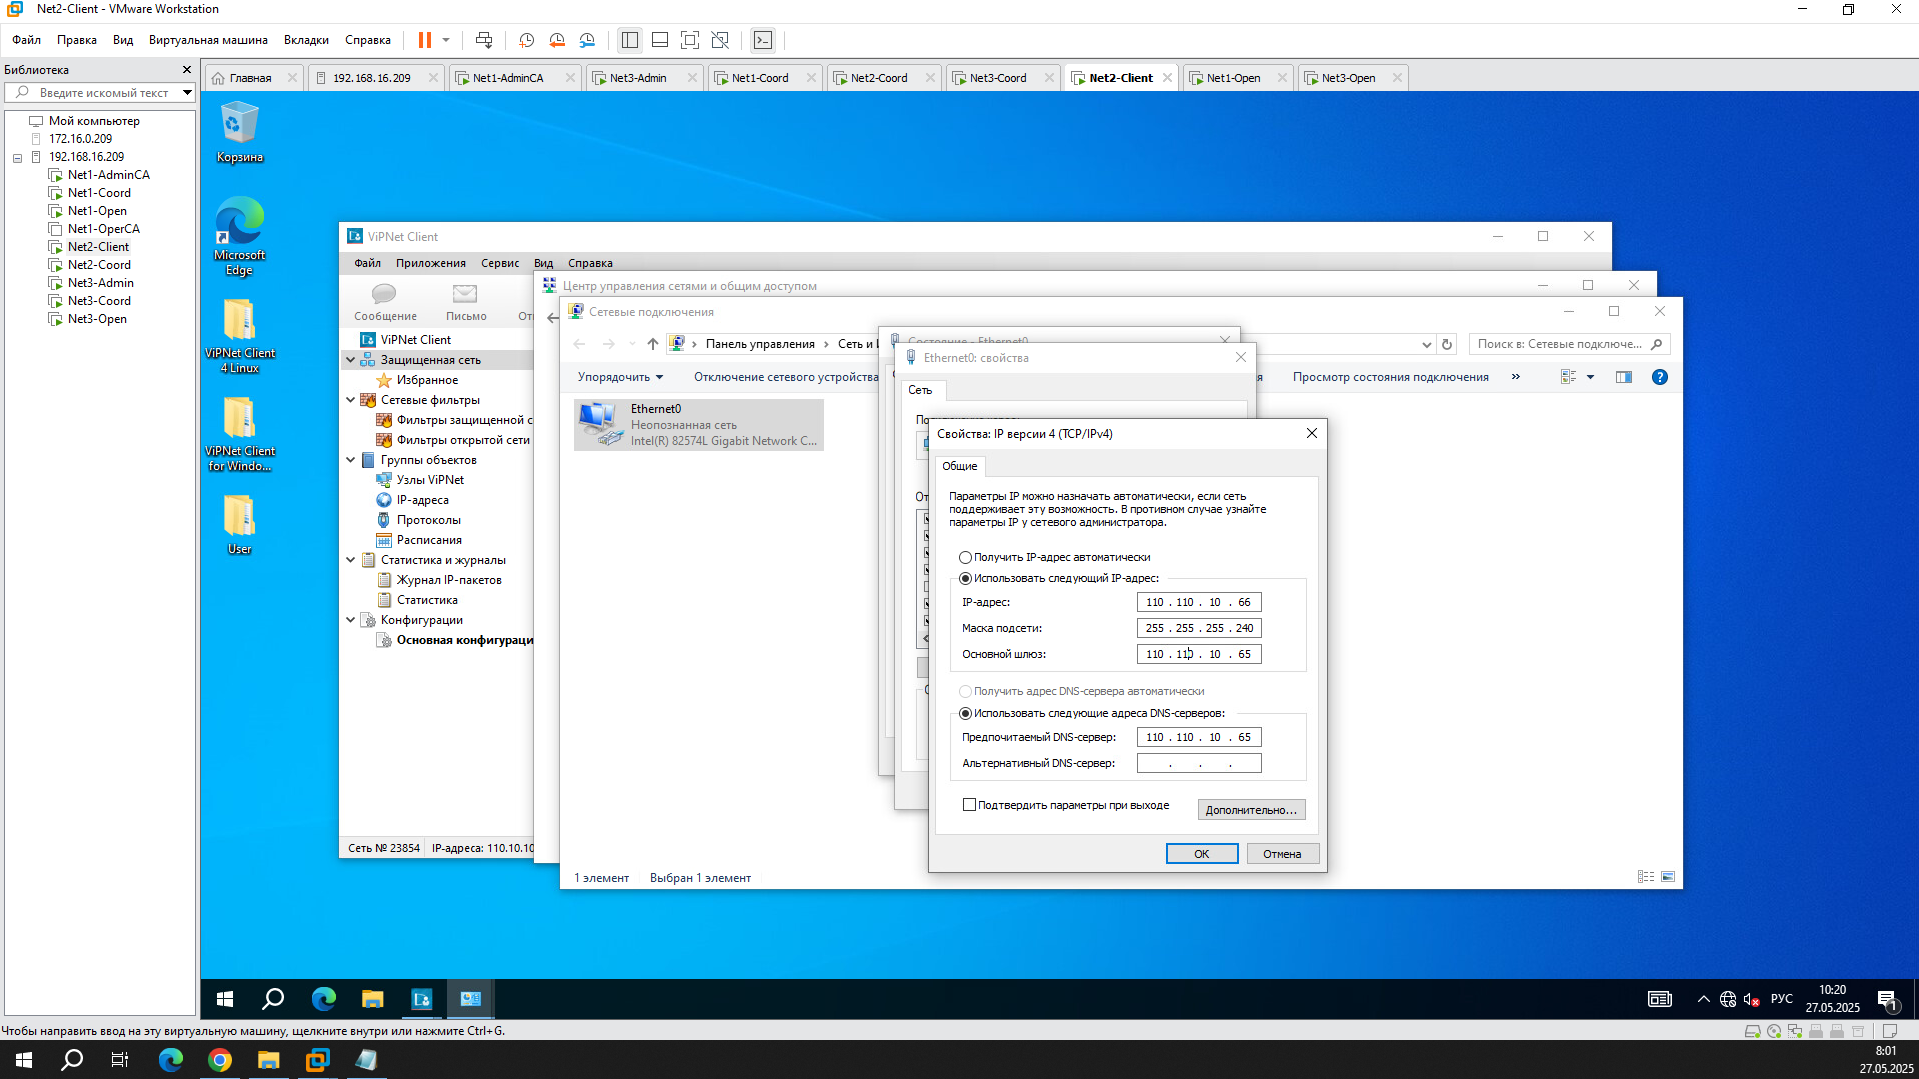 Net2-Client - VMware Workstation
Файл Правка Вид Виртуальная машина Вкладки Справка
Библиотека
Введите искомый текст
Мой компьютер
172.16.0.209
192.168.16.209
Net1-AdminCA
Net1-Coord
Net1-Open
Net1-OperCA
Net2-Client
Net2-Coord
Net3-Admin
Net3-Coord
Net3-Open
Главная 192.168.16.209 Net1-AdminCA Net3-Admin Net1-Coord Net2-Coord Net3-Coord Net2-Client Net1-Open Net3-Open
Корзина
Microsoft
Edge
ViPNet Client
4 Linux
ViPNet Client
for Windo...
User
ViPNet Client
Файл Приложения Сервис Вид Справка
Сообщение Письмо
ViPNet Client
Защищенная сеть
Избранное
Сетевые фильтры
Фильтры защищенной с
Фильтры открытой сети
Группы объектов
Узлы ViPNet
IP-адреса
Протоколы
Расписания
Статистика и журналы
Журнал IP-пакетов
Статистика
Конфигурации
Основная конфигураци
Сеть № 23854 IP-адреса: 110.10.10
Центр управления сетями и общим доступом
Сетевые подключения
Панель управления Сеть и И
Поиск в: Сетевые подключе...
Упорядочить Отключение сетевого устройства Просмотр состояния подключения »
Ethernet0
Неопознанная сеть
Intel(R) 82574L Gigabit Network C...
1 элемент Выбран 1 элемент
Состояние - Ethernet0
Ethernet0: свойства
Сеть
Свойства: IP версии 4 (TCP/IPv4)
Общие
Параметры IP можно назначать автоматически, если сеть
поддерживает эту возможность. В противном случае узнайте
параметры IP у сетевого администратора.
Получить IP-адрес автоматически
Использовать следующий IP-адрес:
IP-адрес: 110 . 110 . 10 . 66
Маска подсети: 255 . 255 . 255 . 240
Основной шлюз: 110 . 110 . 10 . 65
Получить адрес DNS-сервера автоматически
Использовать следующие адреса DNS-серверов:
Предпочитаемый DNS-сервер: 110 . 110 . 10 . 65
Альтернативный DNS-сервер: . . .
Подтвердить параметры при выходе
Дополнительно...
ОК Отмена
РУС
10:20
27.05.2025
1
Чтобы направить ввод на эту виртуальную машину, щелкните внутри или нажмите Ctrl+G.
8:01
27.05.2025